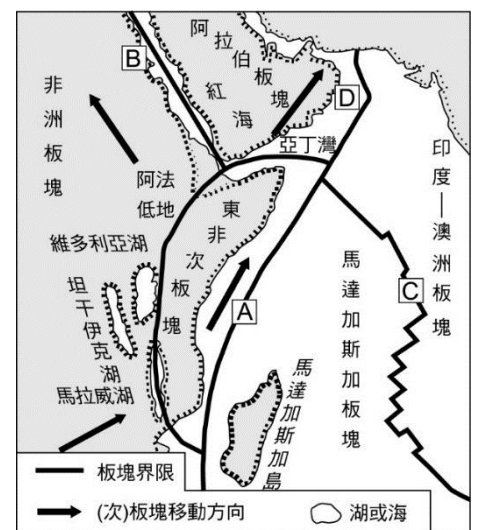 阿拉伯板塊
B
紅海
非洲板塊
D
亞丁灣
阿法
低地
印度—澳洲板塊
東非次板塊
維多利亞湖
坦干伊克湖
馬達加斯加板塊
C
A
馬拉威湖
馬達加斯加島
板塊界限
(次)板塊移動方向
湖或海